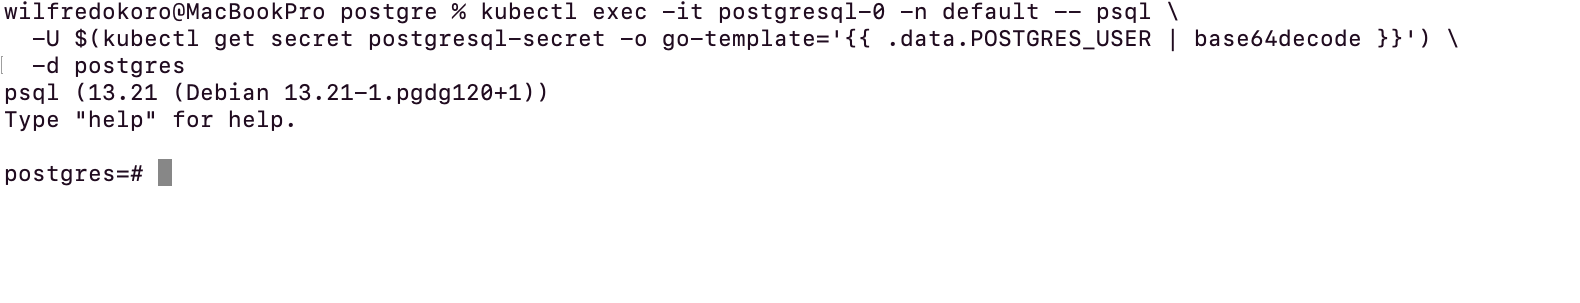 wilfredokoro@MacBookPro postgre % kubectl exec -it postgresql-0 -n default -- psql \
  -U $(kubectl get secret postgresql-secret -o go-template='{{ .data.POSTGRES_USER | base64decode }}') \
  -d postgres
psql (13.21 (Debian 13.21-1.pgdg120+1))
Type "help" for help.

postgres=#